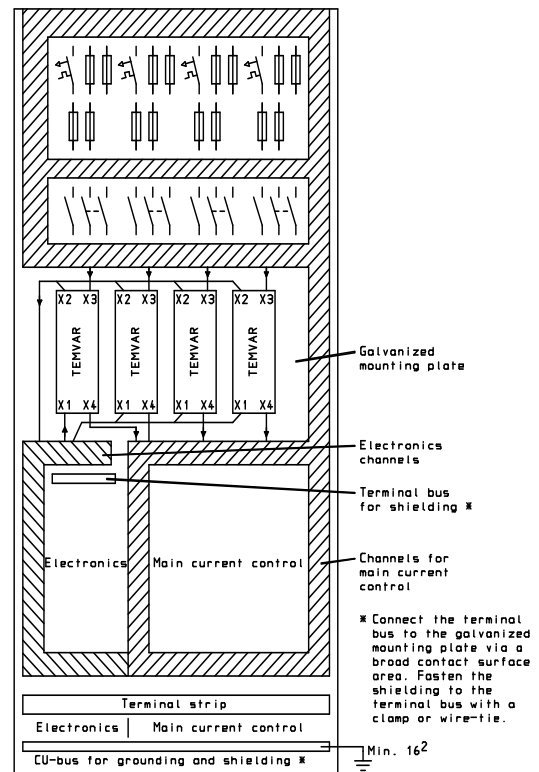 X2 X3 X2 X3 X2 X3 X2 X3
TEMVAR TEMVAR TEMVAR TEMVAR
X1 X4 X1 X4 X1 X4 X1 X4
Galvanized
mounting plate
Electronics
channels
Terminal bus
for shielding *
Electronics
Main current control
Channels for
main current
control
* Connect the terminal
bus to the galvanized
mounting plate via a
broad contact surface
area. Fasten the
shielding to the
terminal bus with a
clamp or wire-tie.
Terminal strip
Electronics
Main current control
CU-bus for grounding and shielding *
Min. 16²